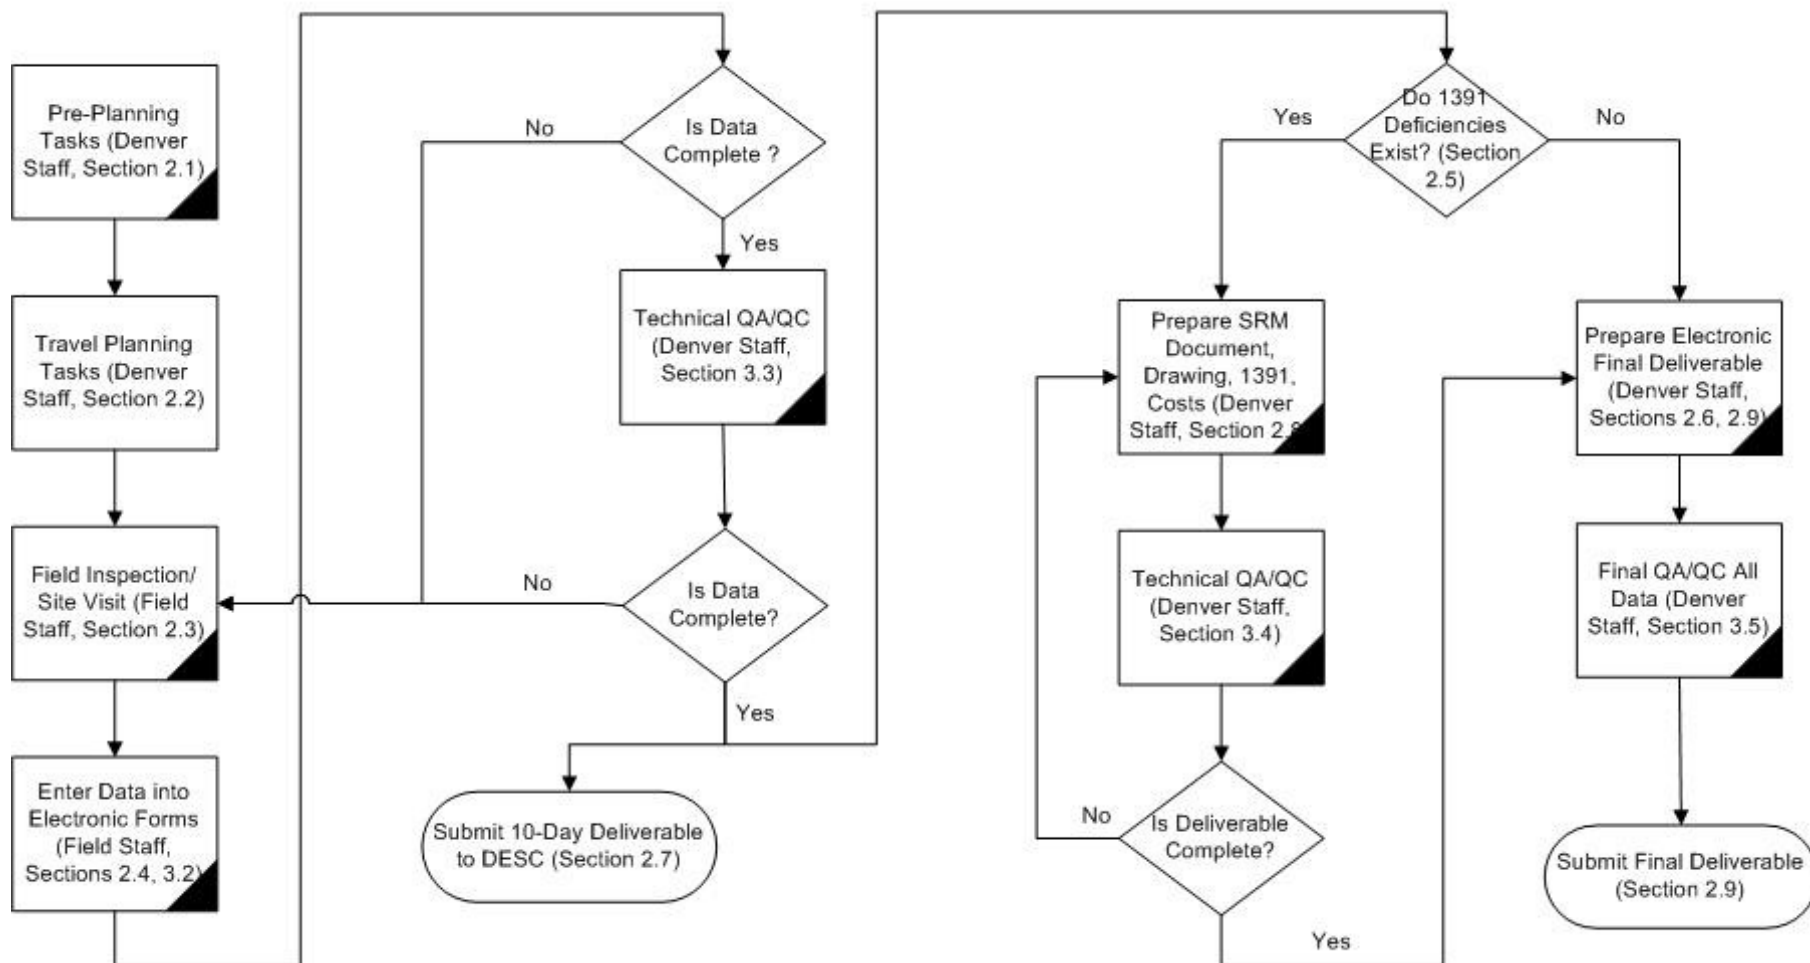 Pre-Planning
Tasks (Denver
Staff, Section 2.1)
Travel Planning
Tasks (Denver
Staff, Section 2.2)
Field Inspection/
Site Visit (Field
Staff, Section 2.3)
Enter Data into
Electronic Forms
(Field Staff,
Sections 2.4, 3.2)
Is Data
Complete ?
No
Yes
Technical QA/QC
(Denver Staff,
Section 3.3)
Is Data
Complete?
No
Yes
Submit 10-Day Deliverable
to DESC (Section 2.7)
Do 1391
Deficiencies
Exist? (Section
2.5)
Yes
No
Prepare SRM
Document,
Drawing, 1391,
Costs (Denver
Staff, Section 2.8
Technical QA/QC
(Denver Staff,
Section 3.4)
Is Deliverable
Complete?
No
Yes
Prepare Electronic
Final Deliverable
(Denver Staff,
Sections 2.6, 2.9)
Final QA/QC All
Data (Denver
Staff, Section 3.5)
Submit Final Deliverable
(Section 2.9)